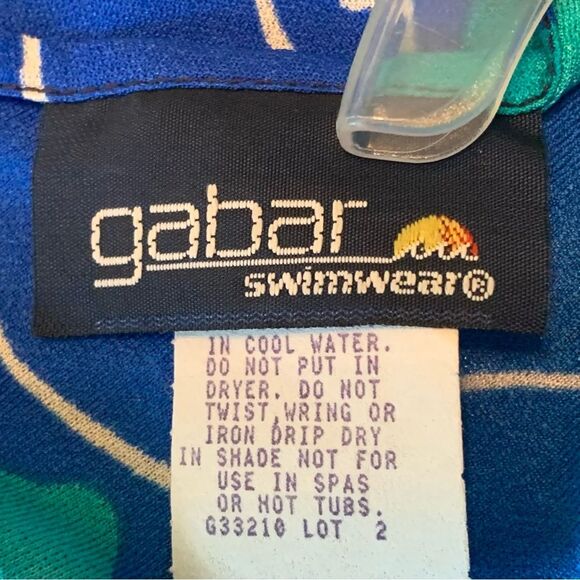 gabar
swimwear®
IN COOL WATER.
DO NOT PUT IN
DRYER. DO NOT
TWIST,WRING OR
IRON DRIP DRY
IN SHADE NOT FOR
USE IN SPAS
OR HOT TUBS.
G33210 LOT 2